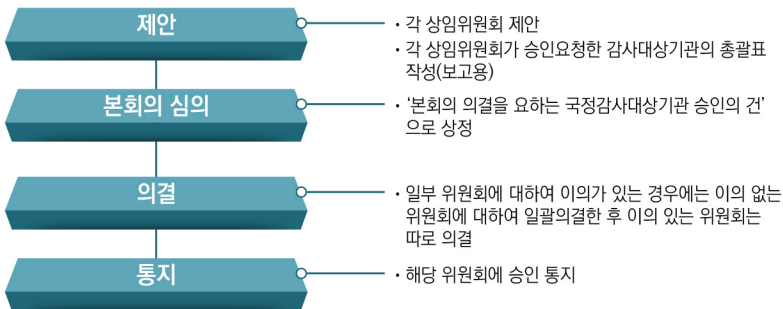 제안
· 각 상임위원회 제안
· 각 상임위원회가 승인요청한 감사대상기관의 총괄표
작성(보고용)
본회의 심의
· ‘본회의 의결을 요하는 국정감사대상기관 승인의 건’
으로 상정
의결
· 일부 위원회에 대하여 이의가 있는 경우에는 이의 없는
위원회에 대하여 일괄의결한 후 이의 있는 위원회는
따로 의결
통지
· 해당 위원회에 승인 통지